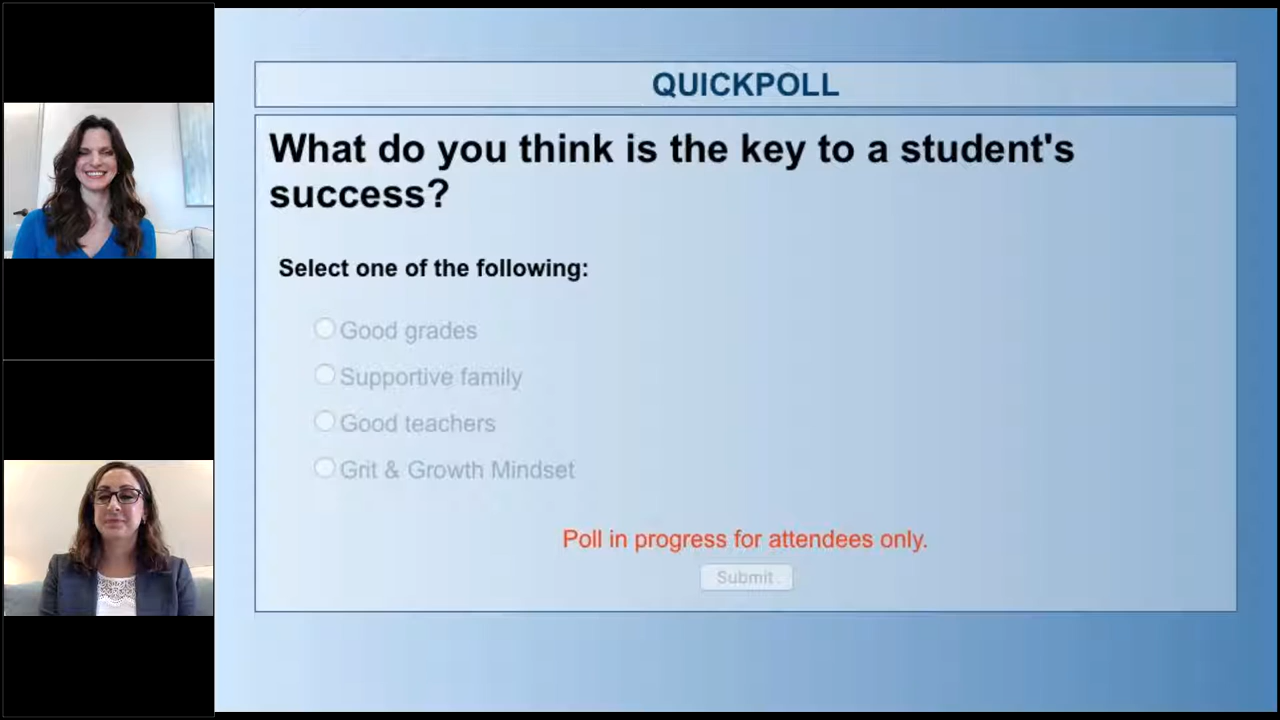 QUICKPOLL
What do you think is the key to a student's
success?
Select one of the following:
Good grades
Supportive family
Good teachers
Grit & Growth Mindset
Poll in progress for attendees only.
Submit